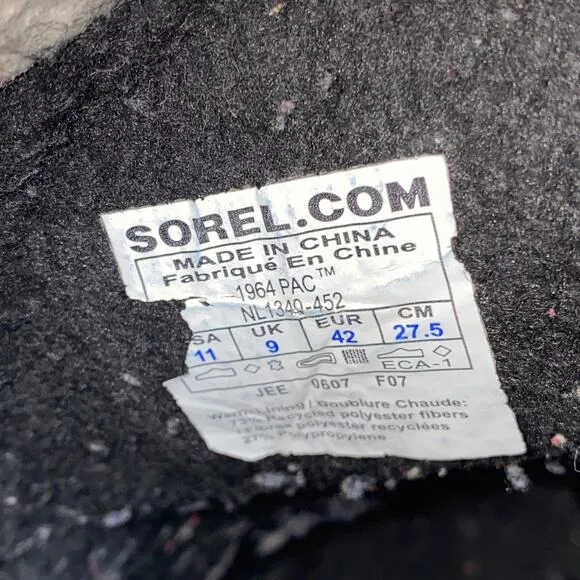 SOREL.COM
MADE IN CHINA
Fabriqué En Chine
1964 PAC™
NL1340-452
SA UK EUR CM
11 9 42 27.5
ECA-1
JEE 0607 F07
Warm Lining / Doublure Chaude:
73% Recycled polyester fibers
Fibres polyester recyclées
27% Polypropylene